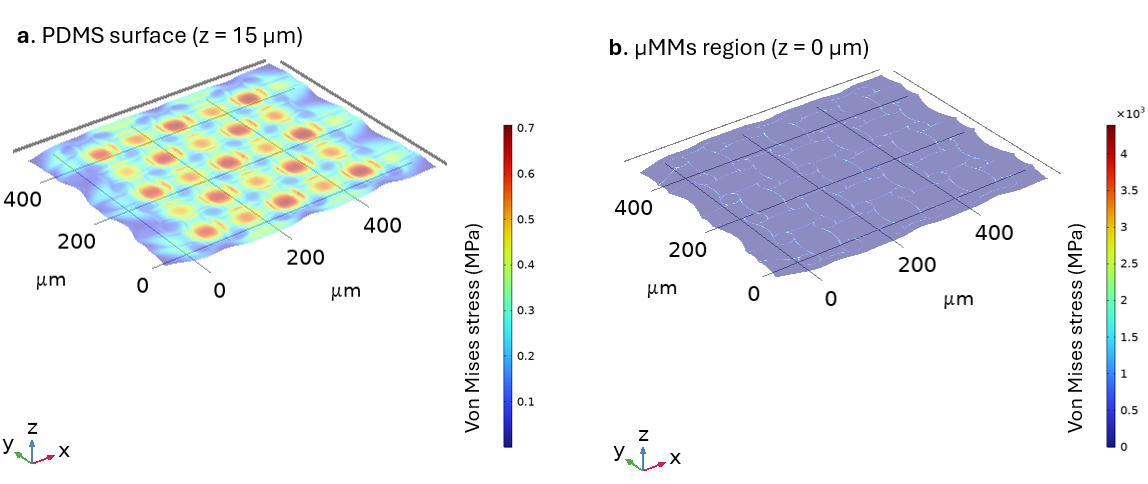 a. PDMS surface (z = 15 µm)
400
200
0
µm
0
200
400
µm
Von Mises stress (MPa)
0.7
0.6
0.5
0.4
0.3
0.2
0.1
z
y
x
b. µMMs region (z = 0 µm)
400
200
0
µm
0
200
400
µm
Von Mises stress (MPa)
×10³
4
3.5
3
2.5
2
1.5
1
0.5
0
z
y
x